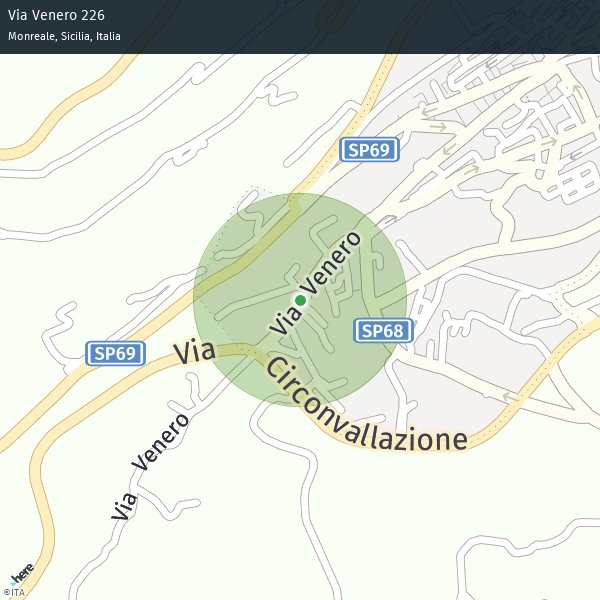 Via Venero 226
Monreale, Sicilia, Italia
SP69
Via Venero
SP68
SP69
Via Circonvallazione
Via Venero
here
©ITA